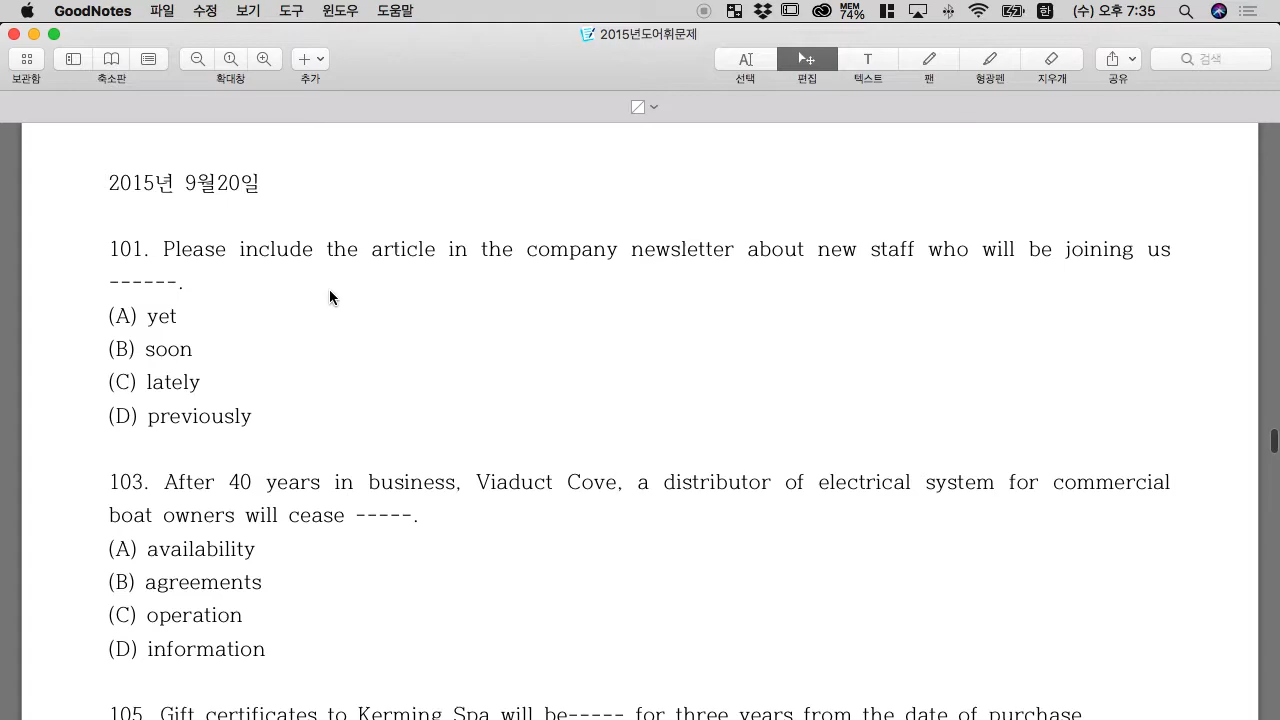 GoodNotes 파일 수정 보기 도구 윈도우 도움말 MEM 74% 한 (수) 오후 7:35
2015년도어휘문제
보관함 축소판 확대창 추가 선택 편집 T 텍스트 펜 형광펜 지우개 공유 검색
2015년 9월20일
101. Please include the article in the company newsletter about new staff who will be joining us
------.
(A) yet
(B) soon
(C) lately
(D) previously
103. After 40 years in business, Viaduct Cove, a distributor of electrical system for commercial
boat owners will cease -----.
(A) availability
(B) agreements
(C) operation
(D) information
105. Gift certificates to Kerming Spa will be----- for three years from the date of purchase